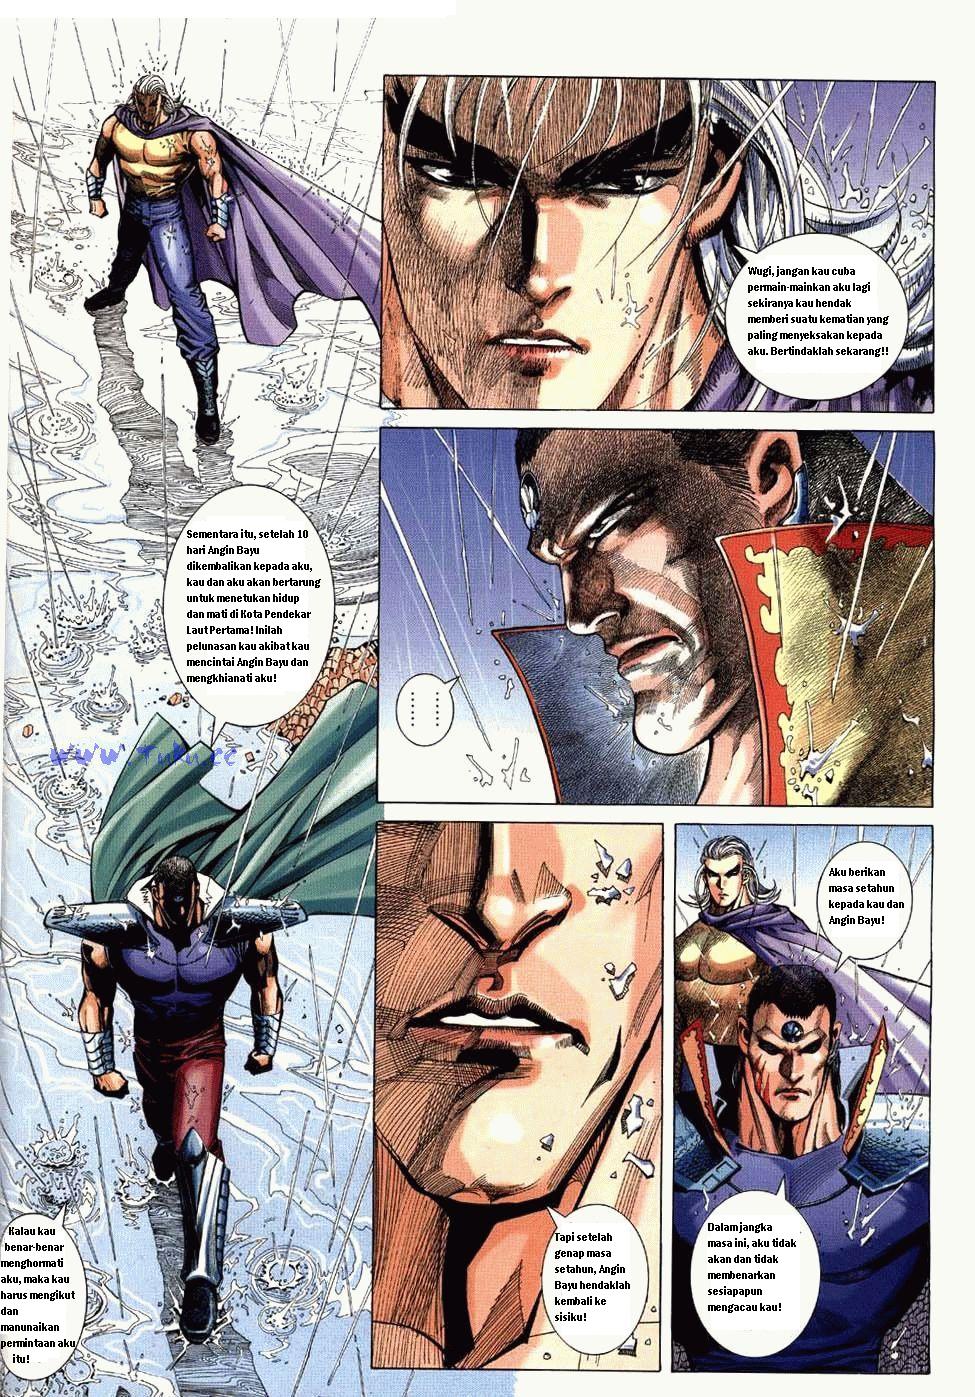 Wugi, jangan kau cuba
permain-mainkan aku lagi
sekiranya kau hendak
memberi suatu kematian yang
paling menyeksakan kepada
aku. Bertindaklah sekarang!!
......
Aku berikan
masa setahun
kepada kau dan
Angin Bayu!
Dalam jangka
masa ini, aku tidak
akan dan tidak
membenarkan
sesiapapun
mengacau kau!
Tapi setelah
genap masa
setahun, Angin
Bayu hendaklah
kembali ke
sisiku!
Sementara itu, setelah 10
hari Angin Bayu
dikembalikan kepada aku,
kau dan aku akan bertarung
untuk menetukan hidup
dan mati di Kota Pendekar
Laut Pertama! Inilah
pelunasan kau akibat kau
mencintai Angin Bayu dan
mengkhianati aku!
www.Tuku.cc
Kalau kau
benar-benar
menghormati
aku, maka kau
harus mengikut
dan
manunaikan
permintaan aku
itu!